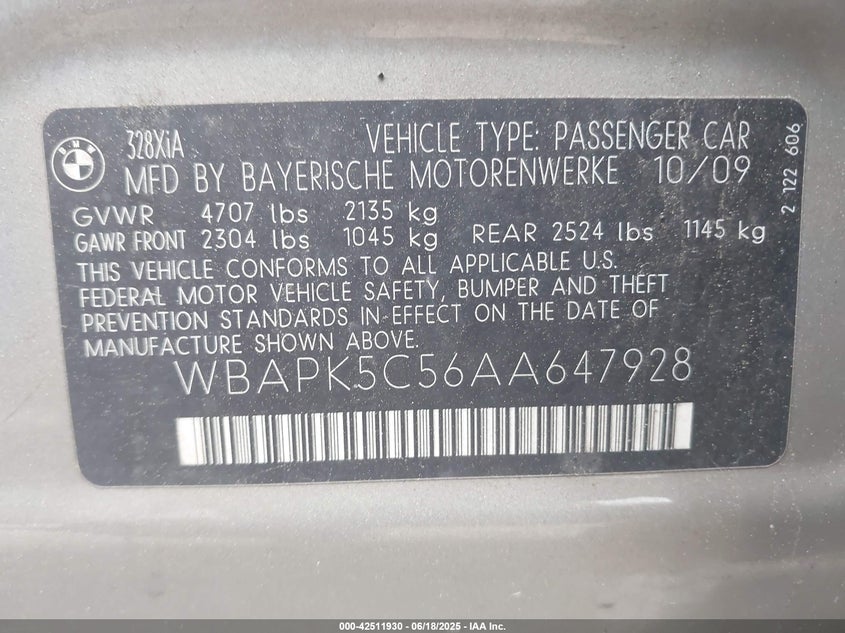 BMW
328XiA VEHICLE TYPE: PASSENGER CAR
MFD BY BAYERISCHE MOTORENWERKE 10/09
GVWR 4707 lbs 2135 kg
GAWR FRONT 2304 lbs 1045 kg REAR 2524 lbs 1145 kg
THIS VEHICLE CONFORMS TO ALL APPLICABLE U.S.
FEDERAL MOTOR VEHICLE SAFETY, BUMPER AND THEFT
PREVENTION STANDARDS IN EFFECT ON THE DATE OF
MANUFACTURE SHOWN ABOVE.
WBAPK5C56AA647928
2 122 606
000-42511930 - 06/18/2025 - IAA Inc.